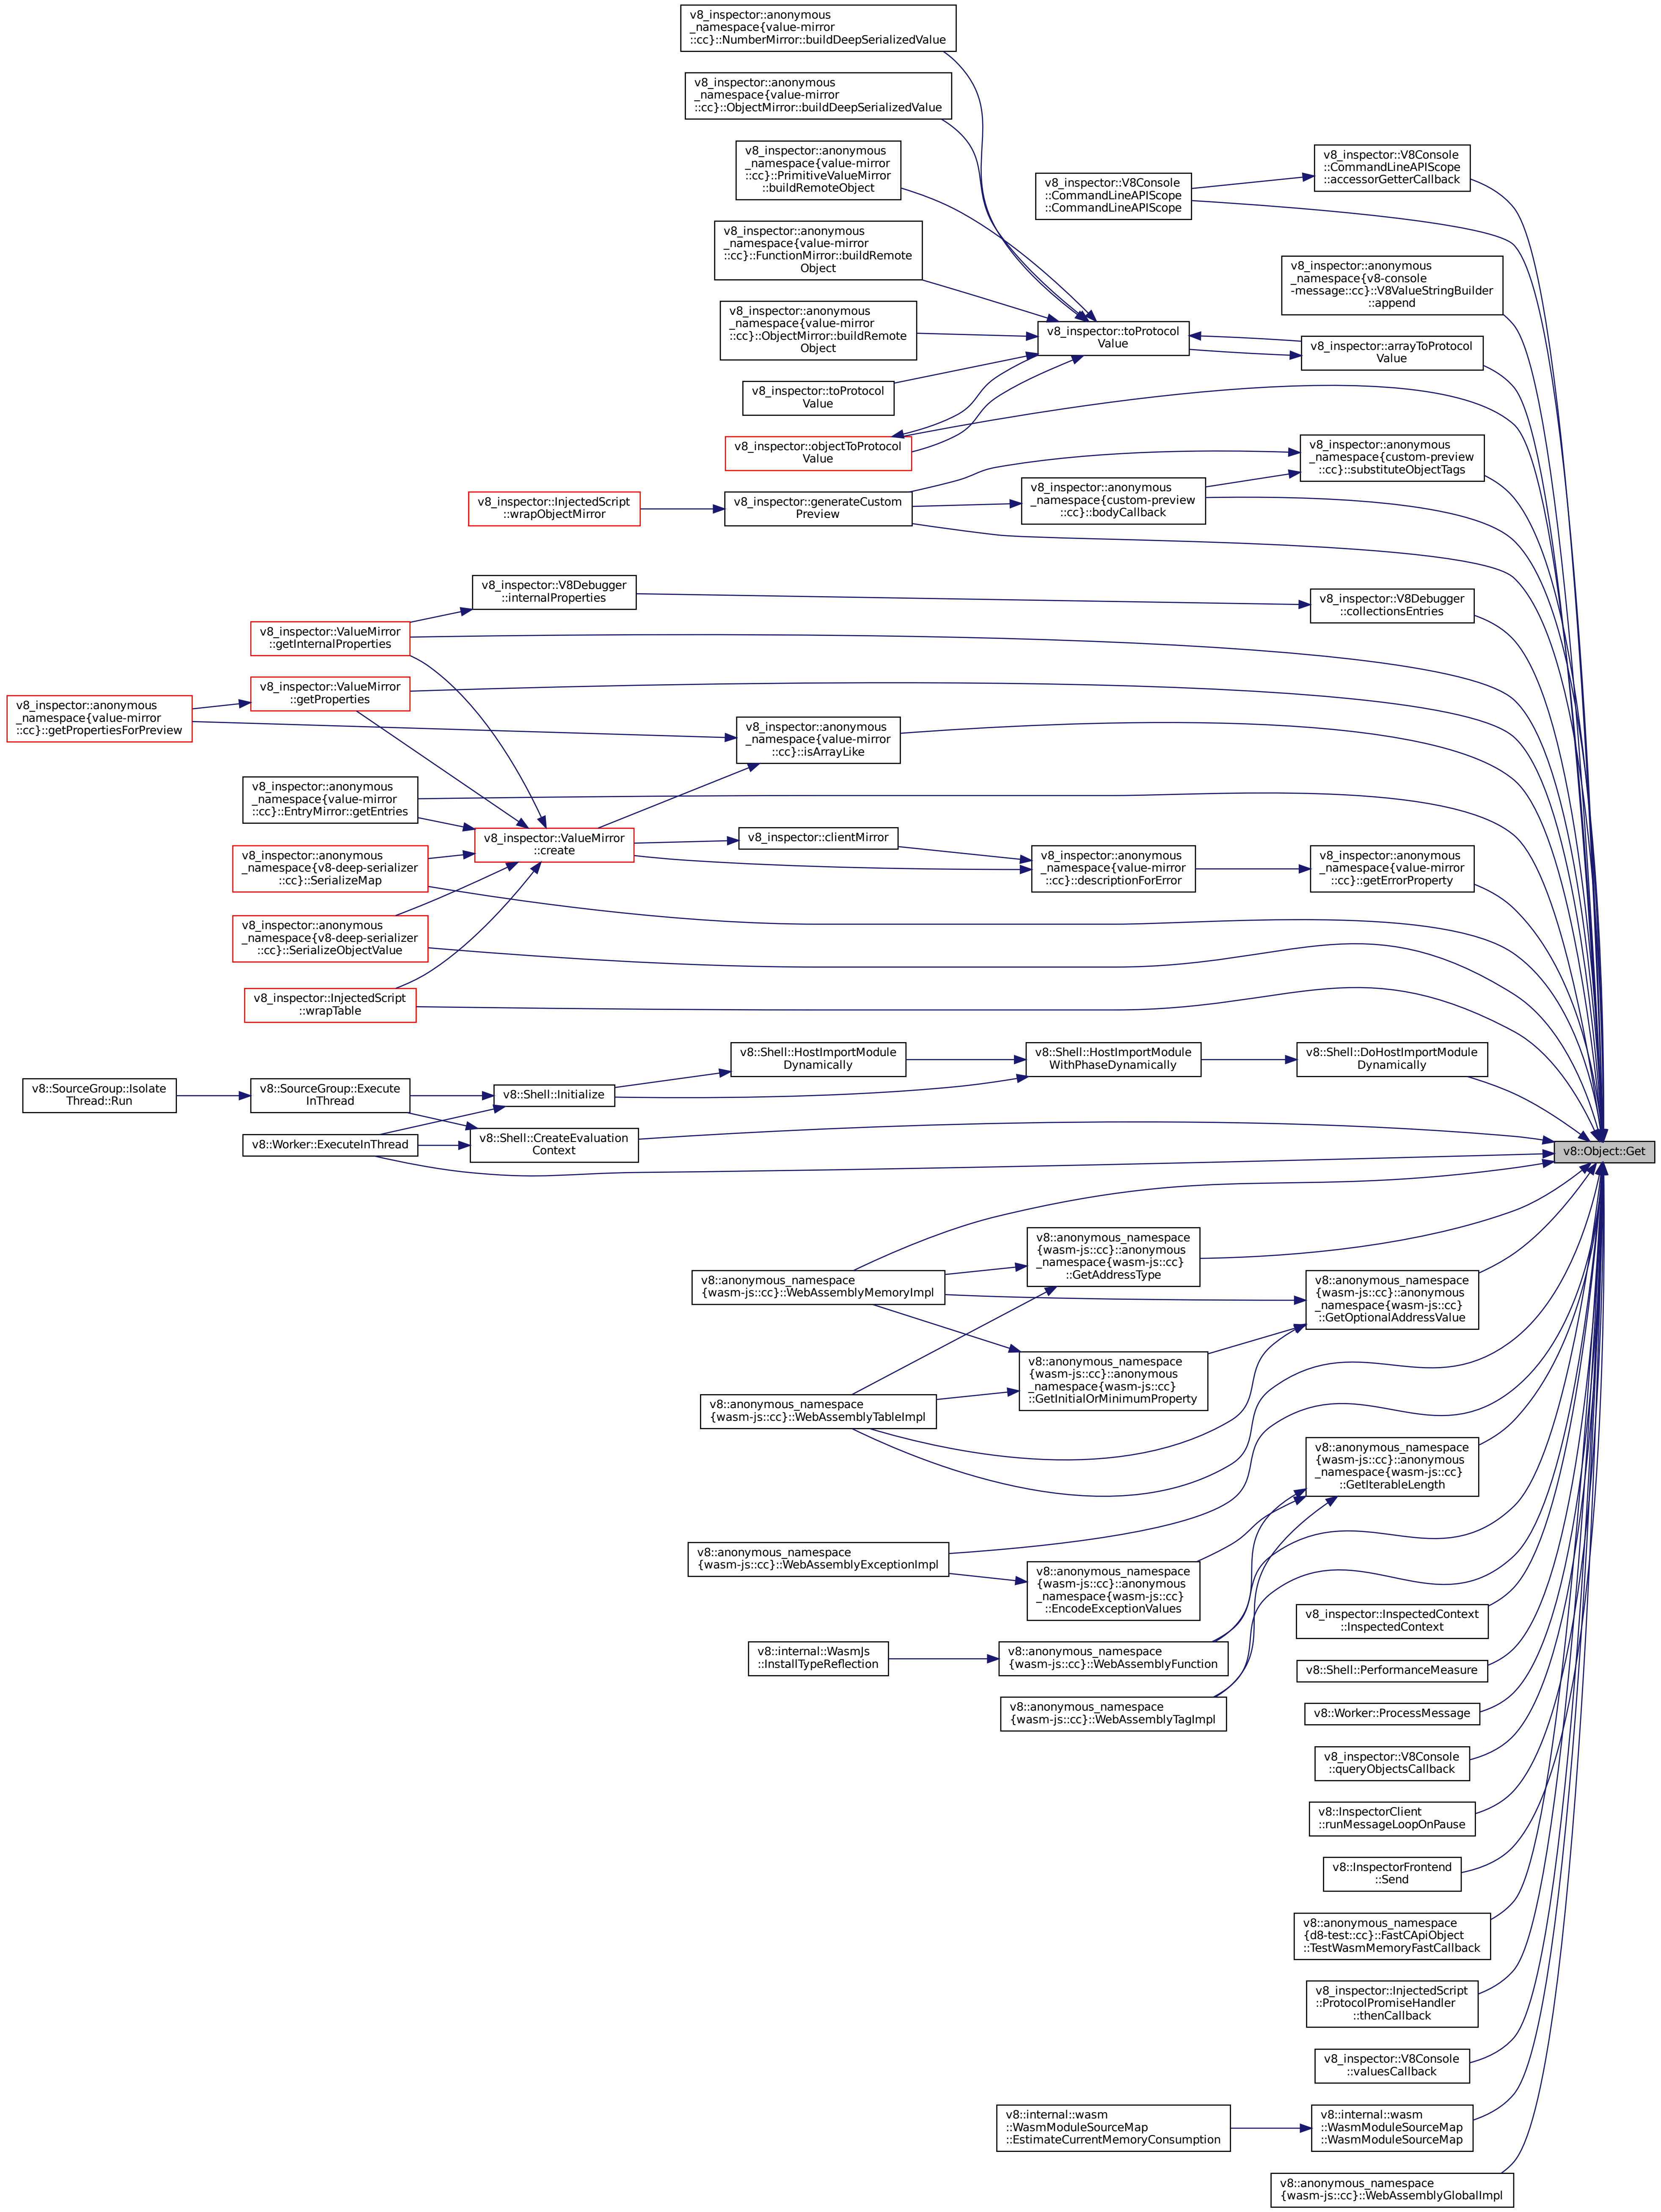 v8_inspector::anonymous
_namespace{value-mirror
::cc}::NumberMirror::buildDeepSerializedValue
v8_inspector::anonymous
_namespace{value-mirror
::cc}::ObjectMirror::buildDeepSerializedValue
v8_inspector::anonymous
_namespace{value-mirror
::cc}::PrimitiveValueMirror
::buildRemoteObject
v8_inspector::V8Console
::CommandLineAPIScope
::accessorGetterCallback
v8_inspector::V8Console
::CommandLineAPIScope
::CommandLineAPIScope
v8_inspector::anonymous
_namespace{value-mirror
::cc}::FunctionMirror::buildRemote
Object
v8_inspector::anonymous
_namespace{v8-console
-message::cc}::V8ValueStringBuilder
::append
v8_inspector::anonymous
_namespace{value-mirror
::cc}::ObjectMirror::buildRemote
Object
v8_inspector::toProtocol
Value
v8_inspector::arrayToProtocol
Value
v8_inspector::toProtocol
Value
v8_inspector::objectToProtocol
Value
v8_inspector::anonymous
_namespace{custom-preview
::cc}::substituteObjectTags
v8_inspector::InjectedScript
::wrapObjectMirror
v8_inspector::generateCustom
Preview
v8_inspector::anonymous
_namespace{custom-preview
::cc}::bodyCallback
v8_inspector::V8Debugger
::internalProperties
v8_inspector::V8Debugger
::collectionsEntries
v8_inspector::ValueMirror
::getInternalProperties
v8_inspector::ValueMirror
::getProperties
v8_inspector::anonymous
_namespace{value-mirror
::cc}::getPropertiesForPreview
v8_inspector::anonymous
_namespace{value-mirror
::cc}::isArrayLike
v8_inspector::anonymous
_namespace{value-mirror
::cc}::EntryMirror::getEntries
v8_inspector::ValueMirror
::create
v8_inspector::clientMirror
v8_inspector::anonymous
_namespace{value-mirror
::cc}::descriptionForError
v8_inspector::anonymous
_namespace{value-mirror
::cc}::getErrorProperty
v8_inspector::anonymous
_namespace{v8-deep-serializer
::cc}::SerializeMap
v8_inspector::anonymous
_namespace{v8-deep-serializer
::cc}::SerializeObjectValue
v8_inspector::InjectedScript
::wrapTable
v8::Shell::HostImportModule
Dynamically
v8::Shell::HostImportModule
WithPhaseDynamically
v8::Shell::DoHostImportModule
Dynamically
v8::SourceGroup::Isolate
Thread::Run
v8::SourceGroup::Execute
InThread
v8::Shell::Initialize
v8::Worker::ExecuteInThread
v8::Shell::CreateEvaluation
Context
v8::Object::Get
v8::anonymous_namespace
{wasm-js::cc}::anonymous
_namespace{wasm-js::cc}
::GetAddressType
v8::anonymous_namespace
{wasm-js::cc}::WebAssemblyMemoryImpl
v8::anonymous_namespace
{wasm-js::cc}::anonymous
_namespace{wasm-js::cc}
::GetOptionalAddressValue
v8::anonymous_namespace
{wasm-js::cc}::anonymous
_namespace{wasm-js::cc}
::GetInitialOrMinimumProperty
v8::anonymous_namespace
{wasm-js::cc}::WebAssemblyTableImpl
v8::anonymous_namespace
{wasm-js::cc}::anonymous
_namespace{wasm-js::cc}
::GetIterableLength
v8::anonymous_namespace
{wasm-js::cc}::WebAssemblyExceptionImpl
v8::anonymous_namespace
{wasm-js::cc}::anonymous
_namespace{wasm-js::cc}
::EncodeExceptionValues
v8_inspector::InspectedContext
::InspectedContext
v8::internal::WasmJs
::InstallTypeReflection
v8::anonymous_namespace
{wasm-js::cc}::WebAssemblyFunction
v8::Shell::PerformanceMeasure
v8::anonymous_namespace
{wasm-js::cc}::WebAssemblyTagImpl
v8::Worker::ProcessMessage
v8_inspector::V8Console
::queryObjectsCallback
v8::InspectorClient
::runMessageLoopOnPause
v8::InspectorFrontend
::Send
v8::anonymous_namespace
{d8-test::cc}::FastCApiObject
::TestWasmMemoryFastCallback
v8_inspector::InjectedScript
::ProtocolPromiseHandler
::thenCallback
v8_inspector::V8Console
::valuesCallback
v8::internal::wasm
::WasmModuleSourceMap
::EstimateCurrentMemoryConsumption
v8::internal::wasm
::WasmModuleSourceMap
::WasmModuleSourceMap
v8::anonymous_namespace
{wasm-js::cc}::WebAssemblyGlobalImpl